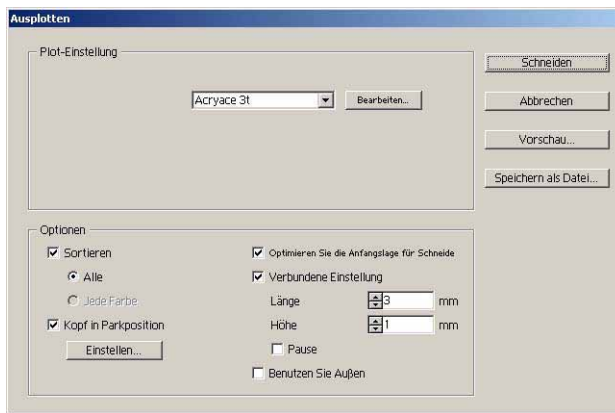 Ausplotten
Plot-Einstellung
Acryace 3t
Bearbeiten...
Schneiden
Abbrechen
Vorschau...
Speichern als Datei...
Optionen
Sortieren
Alle
Jede Farbe
Kopf in Parkposition
Einstellen...
Optimieren Sie die Anfangslage für Schneide
Verbundene Einstellung
Länge 3 mm
Höhe 1 mm
Pause
Benutzen Sie Außen